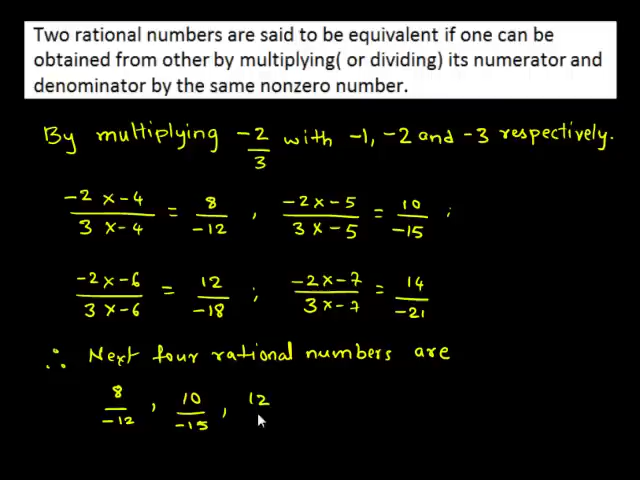 Two rational numbers are said to be equivalent if one can be
obtained from other by multiplying( or dividing) its numerator and
denominator by the same nonzero number.
By multiplying -2/3 with -1, -2 and -3 respectively.
-2 x -4 / 3 x -4 = 8/-12 , -2 x -5 / 3 x -5 = 10/-15 ;
-2 x -6 / 3 x -6 = 12/-18 ; -2 x -7 / 3 x -7 = 14/-21
∴ Next four rational numbers are
8/-12 , 10/-15 , 12